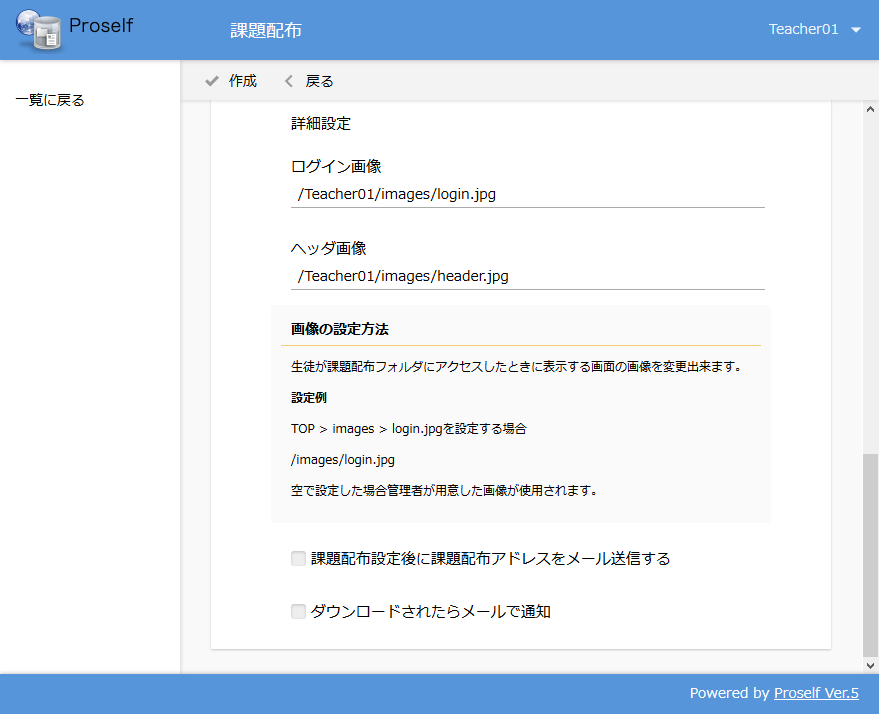 Proself
課題配布
Teacher01
作成
戻る
一覧に戻る
詳細設定
ログイン画像
/Teacher01/images/login.jpg
ヘッダ画像
/Teacher01/images/header.jpg
画像の設定方法
生徒が課題配布フォルダにアクセスしたときに表示する画面の画像を変更出来ます。
設定例
TOP > images > login.jpgを設定する場合
/images/login.jpg
空で設定した場合管理者が用意した画像が使用されます。
課題配布設定後に課題配布アドレスをメール送信する
ダウンロードされたらメールで通知
Powered by Proself Ver.5